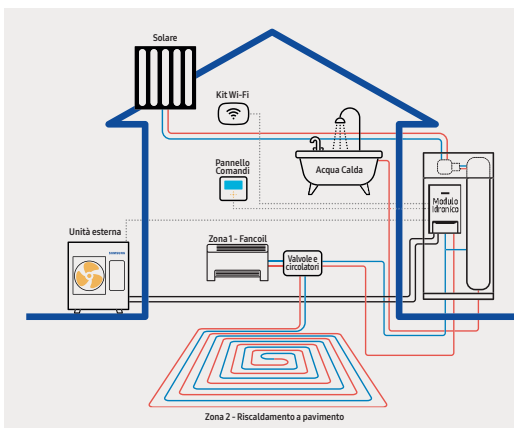 Solare
Kit Wi-Fi
Pannello
Comandi
Acqua Calda
Modulo
Idronico
Unità esterna
SAMSUNG
Zona 1 - Fancoil
Valvole e
circolatori
Zona 2 - Riscaldamento a pavimento